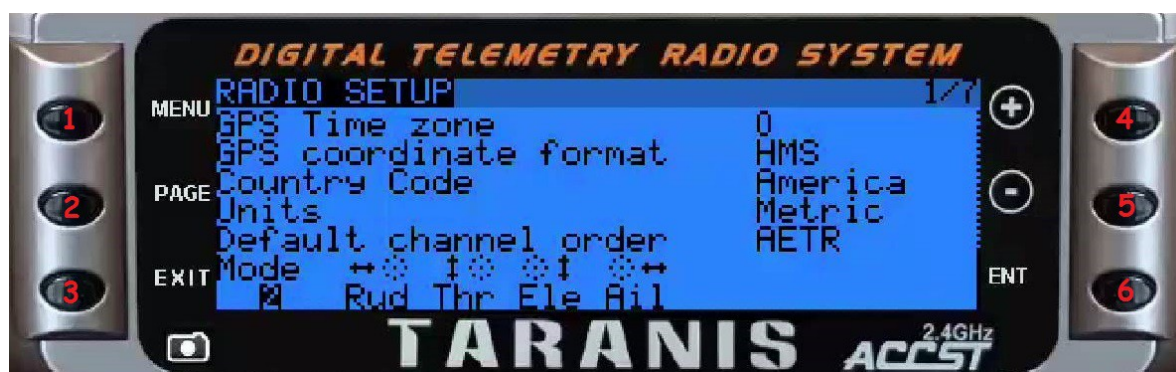 DIGITAL TELEMETRY RADIO SYSTEM
RADIO SETUP 1/7
GPS Time zone 0
GPS coordinate format HMS
Country Code America
Units Metric
Default channel order AETR
Mode
2 Rud Thr Ele Ail
MENU
PAGE
EXIT
+
-
ENT
1
2
3
4
5
6
TARANIS
2.4GHz
ACCST